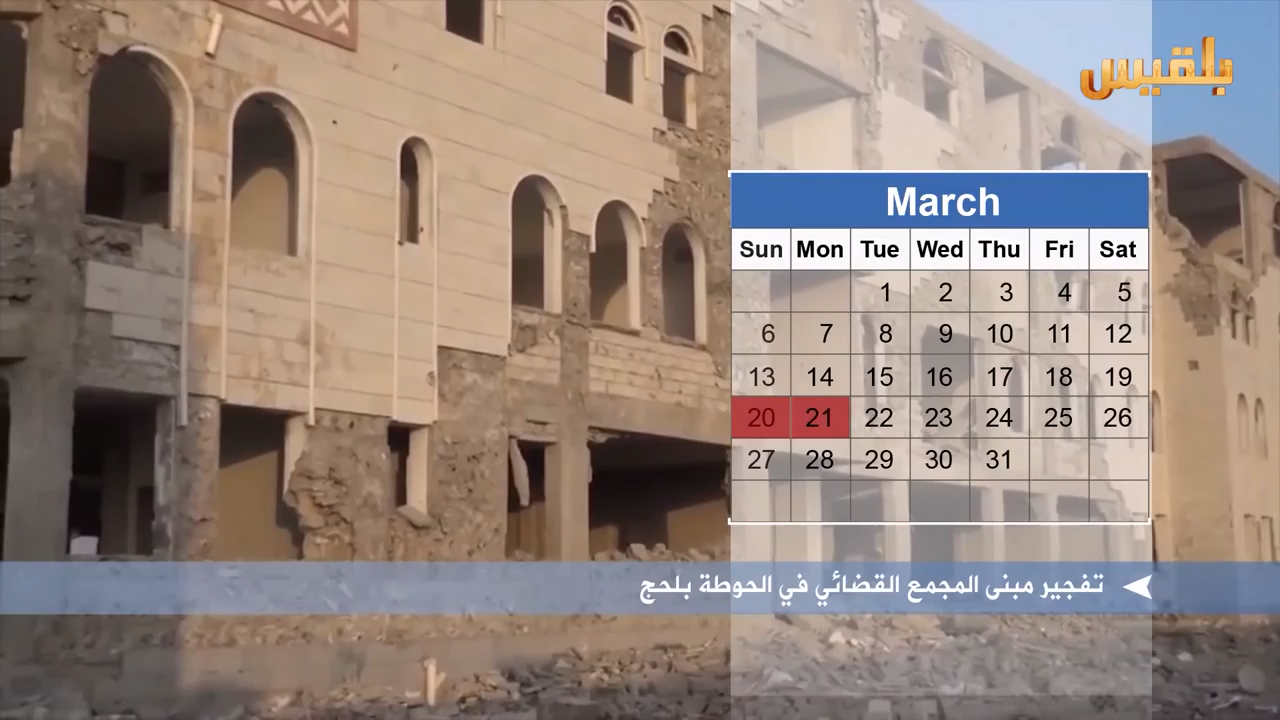 بلقيس
March
Sun Mon Tue Wed Thu Fri Sat
1 2 3 4 5
6 7 8 9 10 11 12
13 14 15 16 17 18 19
20 21 22 23 24 25 26
27 28 29 30 31
تفجير مبنى المجمع القضائي في الحوطة بلحج